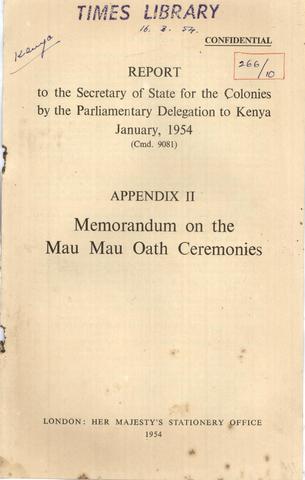 TIMES LIBRARY
16. 3. 54.
Kenya
CONFIDENTIAL
266/10
REPORT
to the Secretary of State for the Colonies
by the Parliamentary Delegation to Kenya
January, 1954
(Cmd. 9081)
APPENDIX II
Memorandum on the
Mau Mau Oath Ceremonies
LONDON: HER MAJESTY'S STATIONERY OFFICE
1954